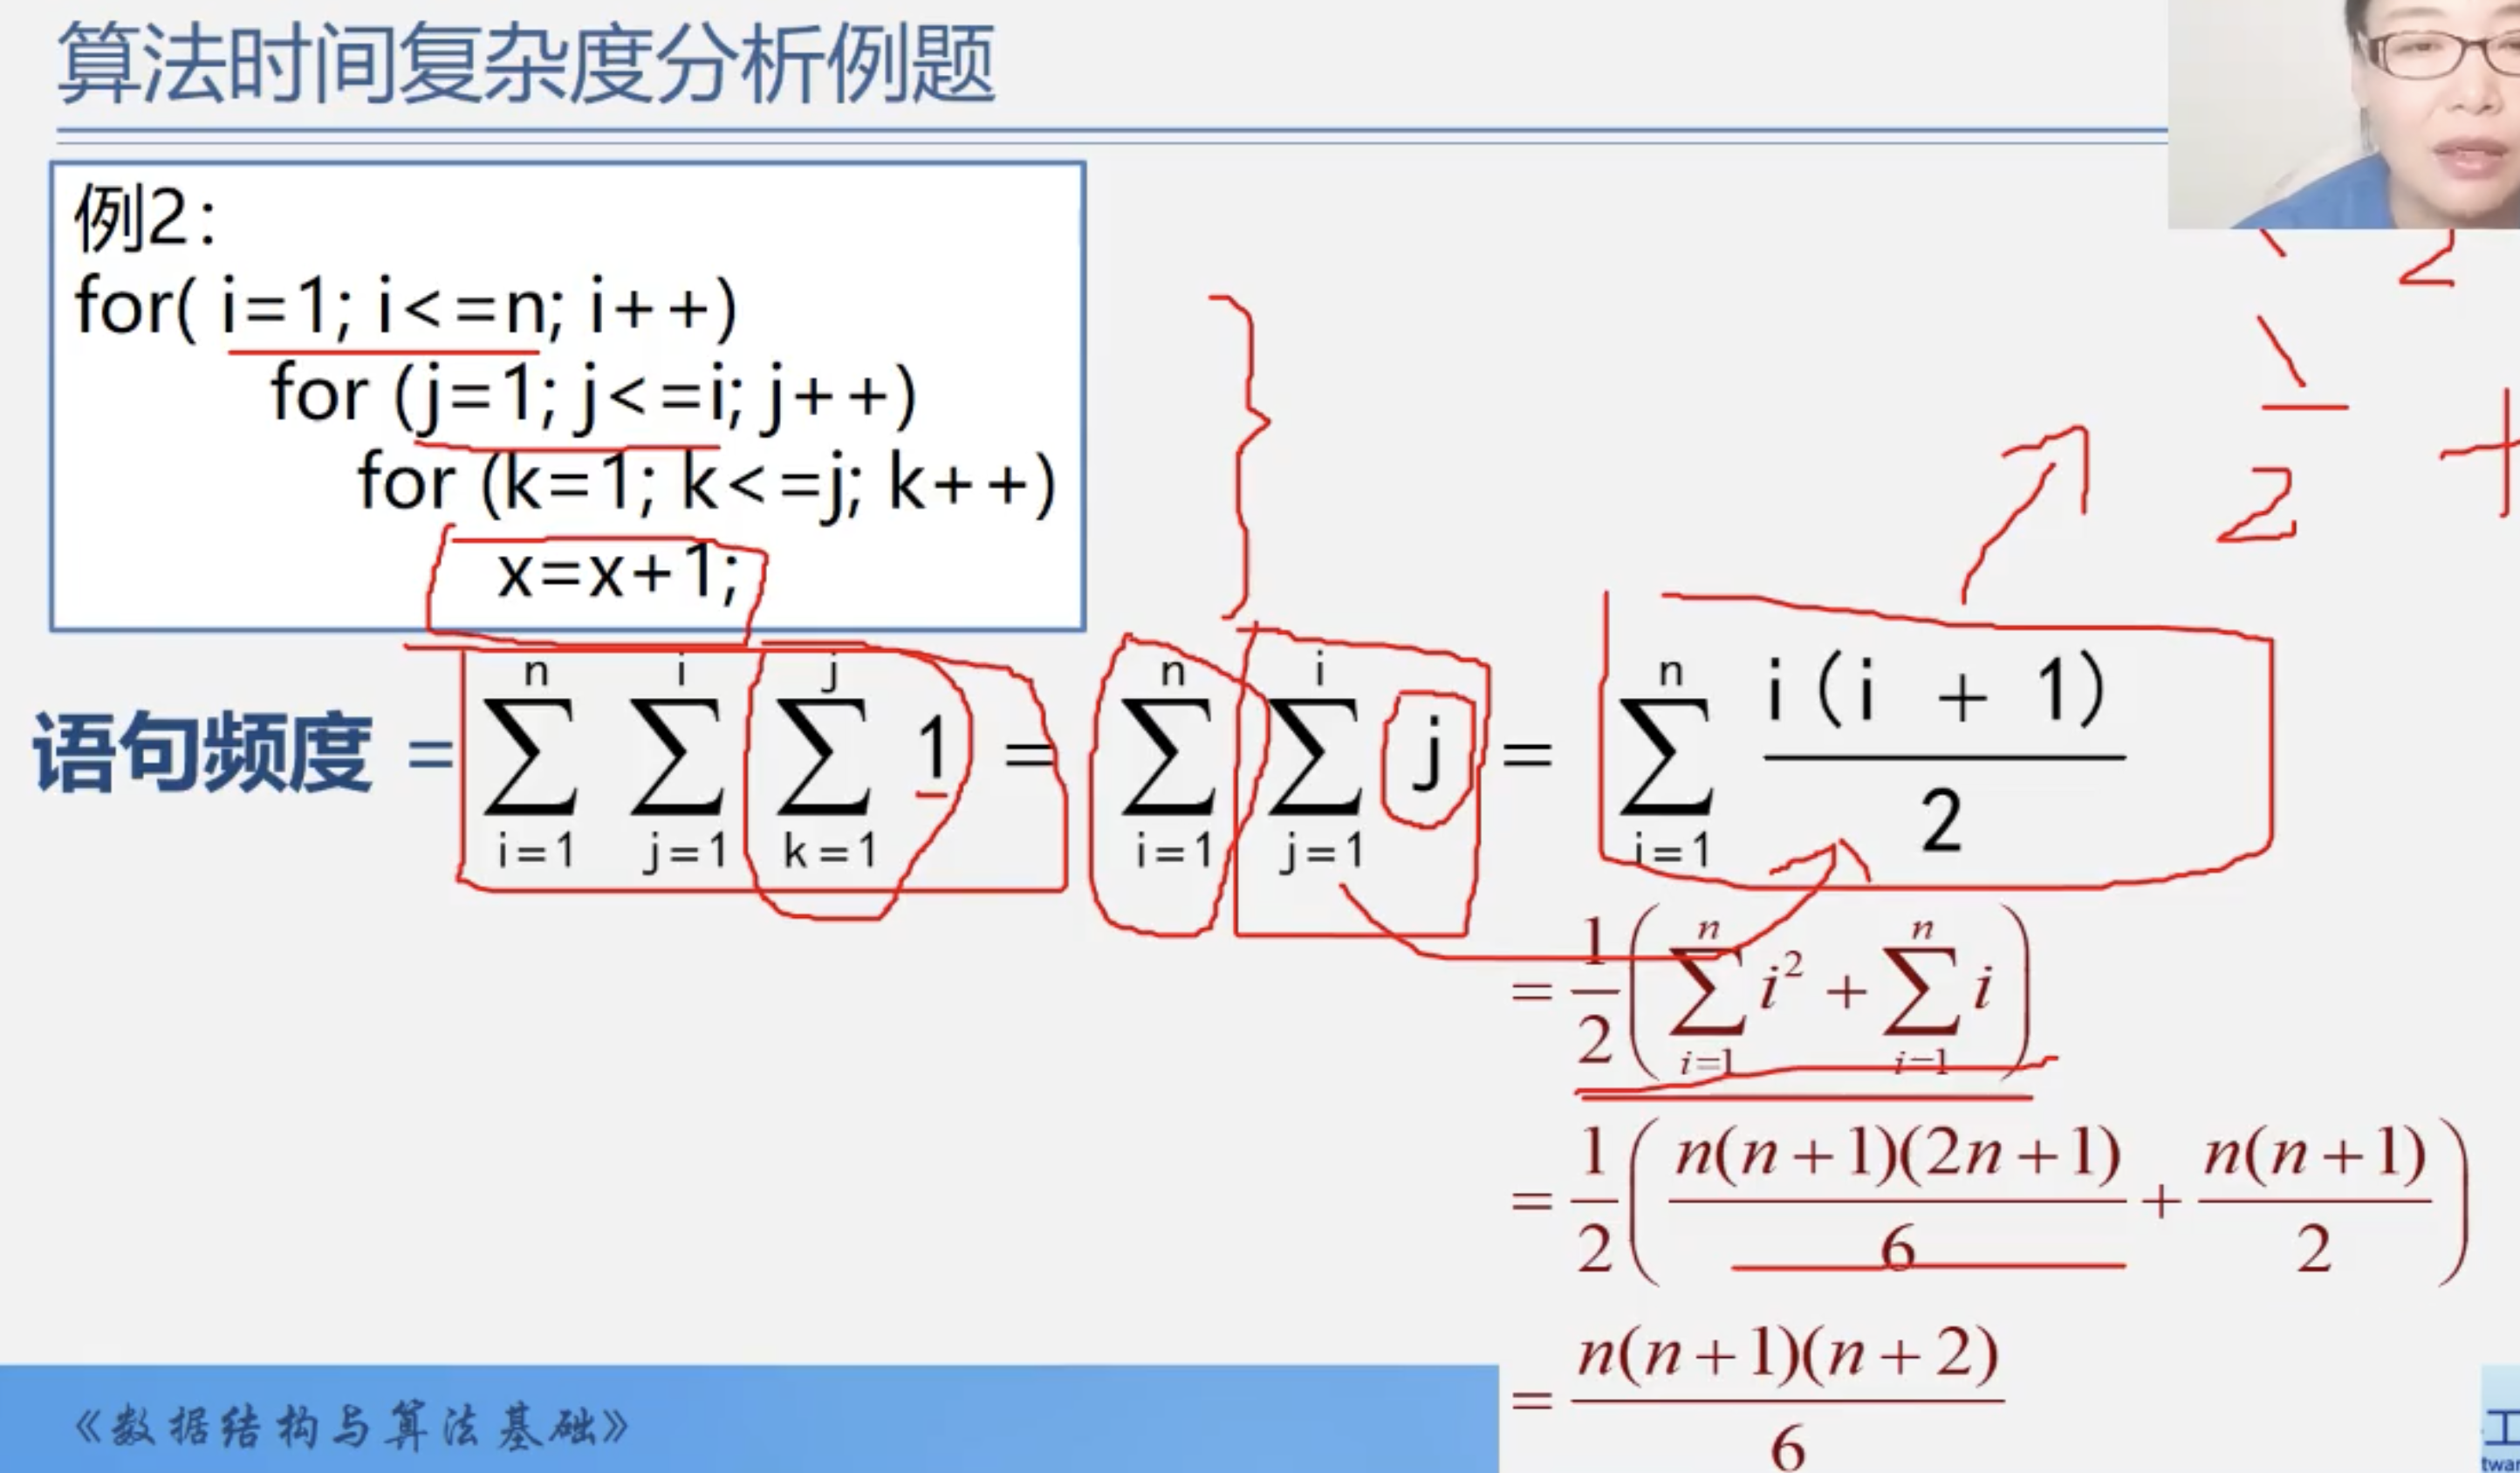 算法时间复杂度分析例题
例2：
for( i=1; i<=n; i++)
for (j=1; j<=i; j++)
for (k=1; k<=j; k++)
x=x+1;
语句频度 = \sum_{i=1}^{n} \sum_{j=1}^{i} \sum_{k=1}^{j} 1 = \sum_{i=1}^{n} \sum_{j=1}^{i} j = \sum_{i=1}^{n} \frac{i(i + 1)}{2}
= \frac{1}{2} \left( \sum_{i=1}^{n} i^2 + \sum_{i=1}^{n} i \right)
= \frac{1}{2} \left( \frac{n(n+1)(2n+1)}{6} + \frac{n(n+1)}{2} \right)
= \frac{n(n+1)(n+2)}{6}
2
2 +
《数据结构与算法基础》
工